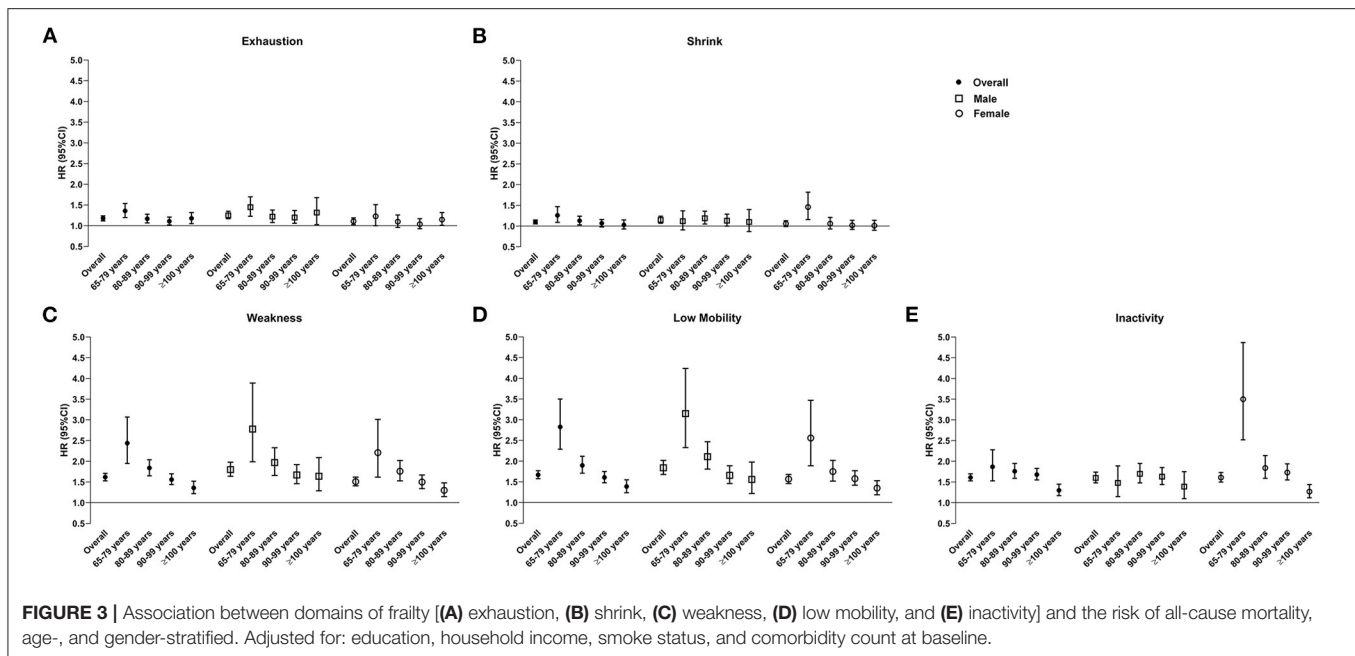 A
Exhaustion
HR (95%CI)
5.0
4.5
4.0
3.5
3.0
2.5
2.0
1.5
1.0
0.5
Overall
65-79 years
80-89 years
90-99 years
≥100 years
Overall
65-79 years
80-89 years
90-99 years
≥100 years
Overall
65-79 years
80-89 years
90-99 years
≥100 years
B
Shrink
HR (95%CI)
5.0
4.5
4.0
3.5
3.0
2.5
2.0
1.5
1.0
0.5
Overall
65-79 years
80-89 years
90-99 years
≥100 years
Overall
65-79 years
80-89 years
90-99 years
≥100 years
Overall
65-79 years
80-89 years
90-99 years
≥100 years
Overall
Male
Female
C
Weakness
HR (95%CI)
5.0
4.5
4.0
3.5
3.0
2.5
2.0
1.5
1.0
0.5
Overall
65-79 years
80-89 years
90-99 years
≥100 years
Overall
65-79 years
80-89 years
90-99 years
≥100 years
Overall
65-79 years
80-89 years
90-99 years
≥100 years
D
Low Mobility
HR (95%CI)
5.0
4.5
4.0
3.5
3.0
2.5
2.0
1.5
1.0
0.5
Overall
65-79 years
80-89 years
90-99 years
≥100 years
Overall
65-79 years
80-89 years
90-99 years
≥100 years
Overall
65-79 years
80-89 years
90-99 years
≥100 years
E
Inactivity
HR (95%CI)
5.0
4.5
4.0
3.5
3.0
2.5
2.0
1.5
1.0
0.5
Overall
65-79 years
80-89 years
90-99 years
≥100 years
Overall
65-79 years
80-89 years
90-99 years
≥100 years
Overall
65-79 years
80-89 years
90-99 years
≥100 years
FIGURE 3 | Association between domains of frailty [(A) exhaustion, (B) shrink, (C) weakness, (D) low mobility, and (E) inactivity] and the risk of all-cause mortality,
age-, and gender-stratified. Adjusted for: education, household income, smoke status, and comorbidity count at baseline.